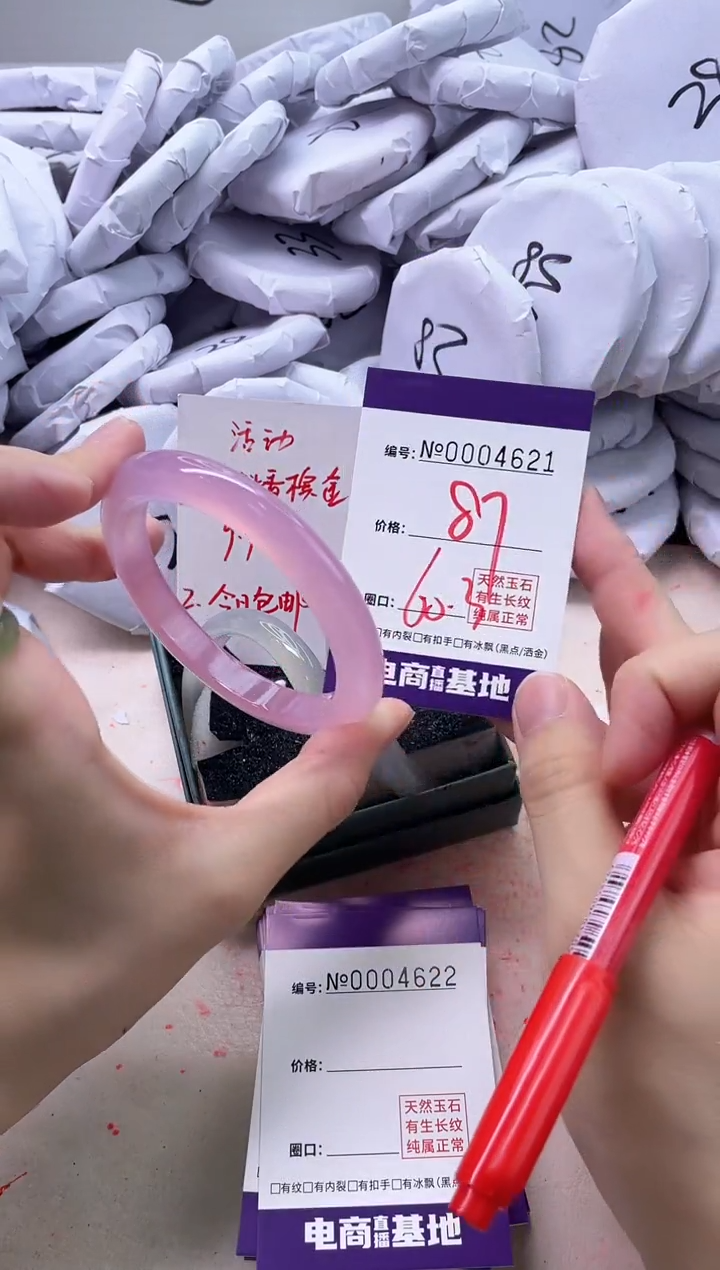 28
33
85
82
活动
编号:№0004621
价格: 87
2. 今日包邮
圈口: 60.3
天然玉石
有生长纹
纯属正常
□有内裂□有扣手□有冰飘(黑点/洒金)
电商直播基地
编号:№0004622
价格:
圈口:
天然玉石
有生长纹
纯属正常
□有纹□有内裂□有扣手□有冰飘(黑点
电商直播基地